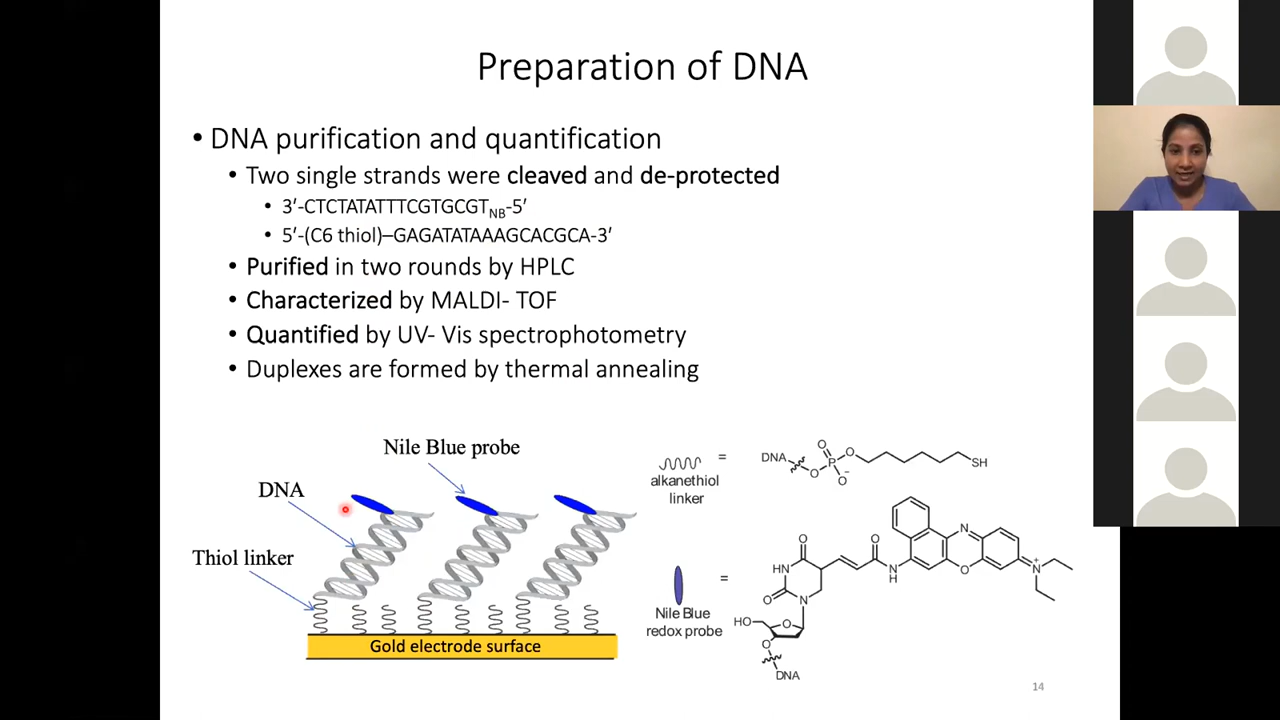 Preparation of DNA
• DNA purification and quantification
• Two single strands were cleaved and de-protected
• 3′-CTCTATATTTCGTGCGTNB-5′
• 5′-(C6 thiol)–GAGATATAAAGCACGCA-3′
• Purified in two rounds by HPLC
• Characterized by MALDI- TOF
• Quantified by UV- Vis spectrophotometry
• Duplexes are formed by thermal annealing
Nile Blue probe
DNA
Thiol linker
Gold electrode surface
alkanethiol
linker
=
DNA
O
P
O
O
O-
SH
Nile Blue
redox probe
=
O
O
HN
O
N
N
H
N
O
N+
HO
O
O
DNA
14